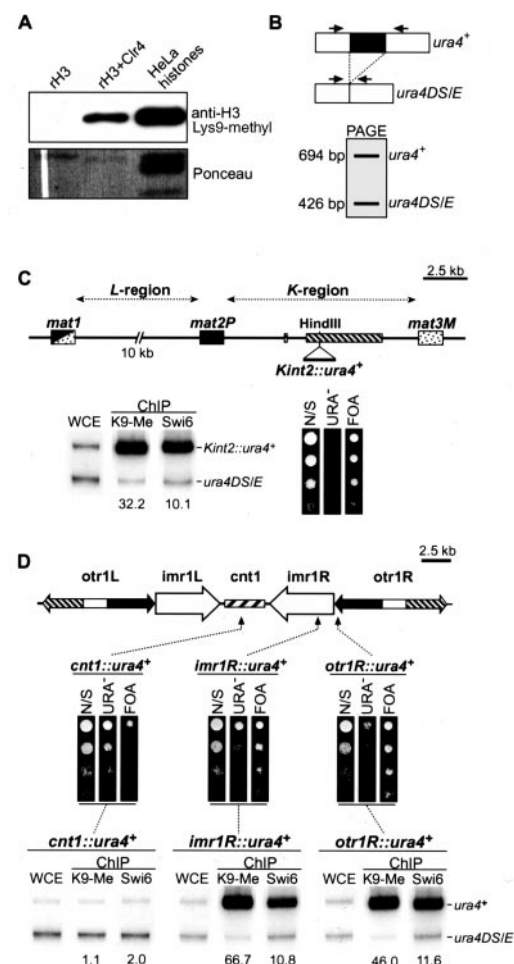 A
rH3
rH3+Clr4
HeLa
histones
anti-H3
Lys9-methyl
Ponceau
B
ura4+
ura4DS/E
PAGE
694 bp
ura4+
426 bp
ura4DS/E
C
2.5 kb
L-region
K-region
mat1
mat2P
HindIII
mat3M
10 kb
Kint2::ura4+
ChIP
WCE
K9-Me
Swi6
Kint2::ura4+
ura4DS/E
32.2
10.1
N/S
URA-
FOA
D
2.5 kb
otr1L
imr1L
cnt1
imr1R
otr1R
cnt1::ura4+
imr1R::ura4+
otr1R::ura4+
N/S
URA-
FOA
N/S
URA-
FOA
N/S
URA-
FOA
cnt1::ura4+
imr1R::ura4+
otr1R::ura4+
ChIP
ChIP
ChIP
WCE K9-Me Swi6
WCE K9-Me Swi6
WCE K9-Me Swi6
ura4+
ura4DS/E
1.1
2.0
66.7
10.8
46.0
11.6